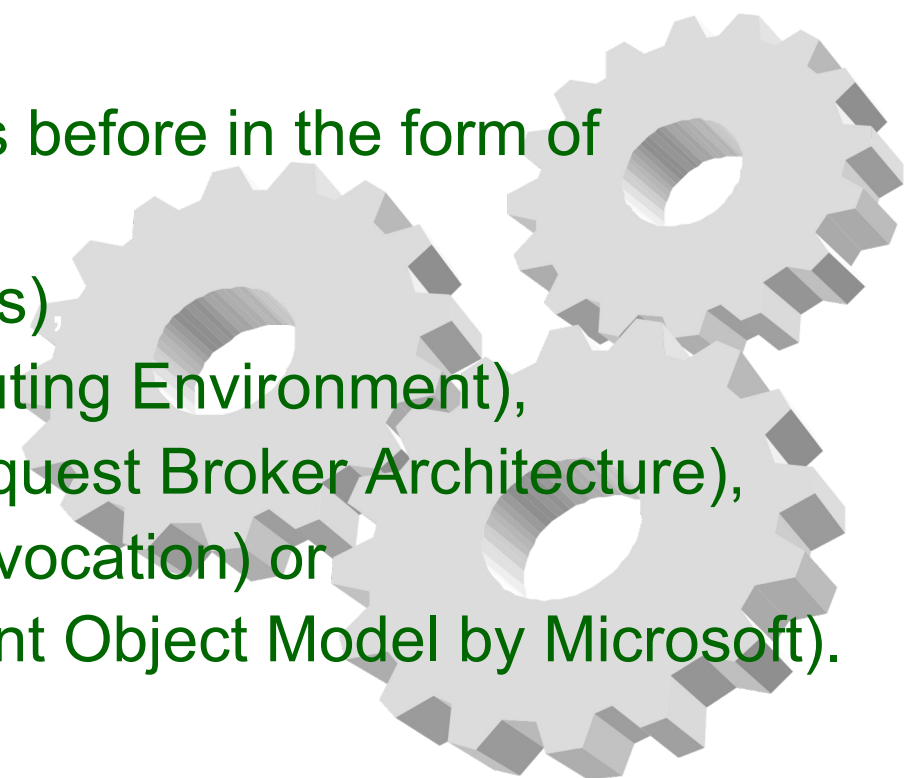 s before in the form of
s),
uting Environment),
quest Broker Architecture),
vocation) or
nt Object Model by Microsoft).